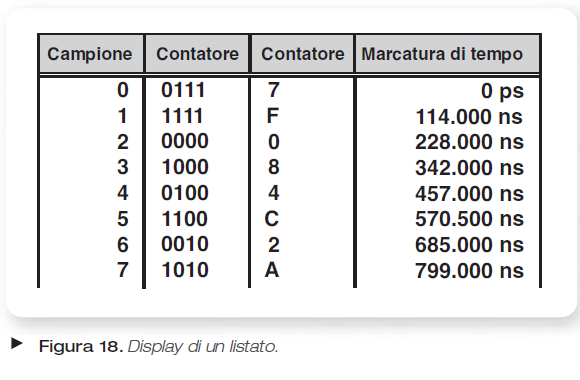 Campione Contatore Contatore Marcatura di tempo
0 0111 7 0 ps
1 1111 F 114.000 ns
2 0000 0 228.000 ns
3 1000 8 342.000 ns
4 0100 4 457.000 ns
5 1100 C 570.500 ns
6 0010 2 685.000 ns
7 1010 A 799.000 ns
► Figura 18. Display di un listato.